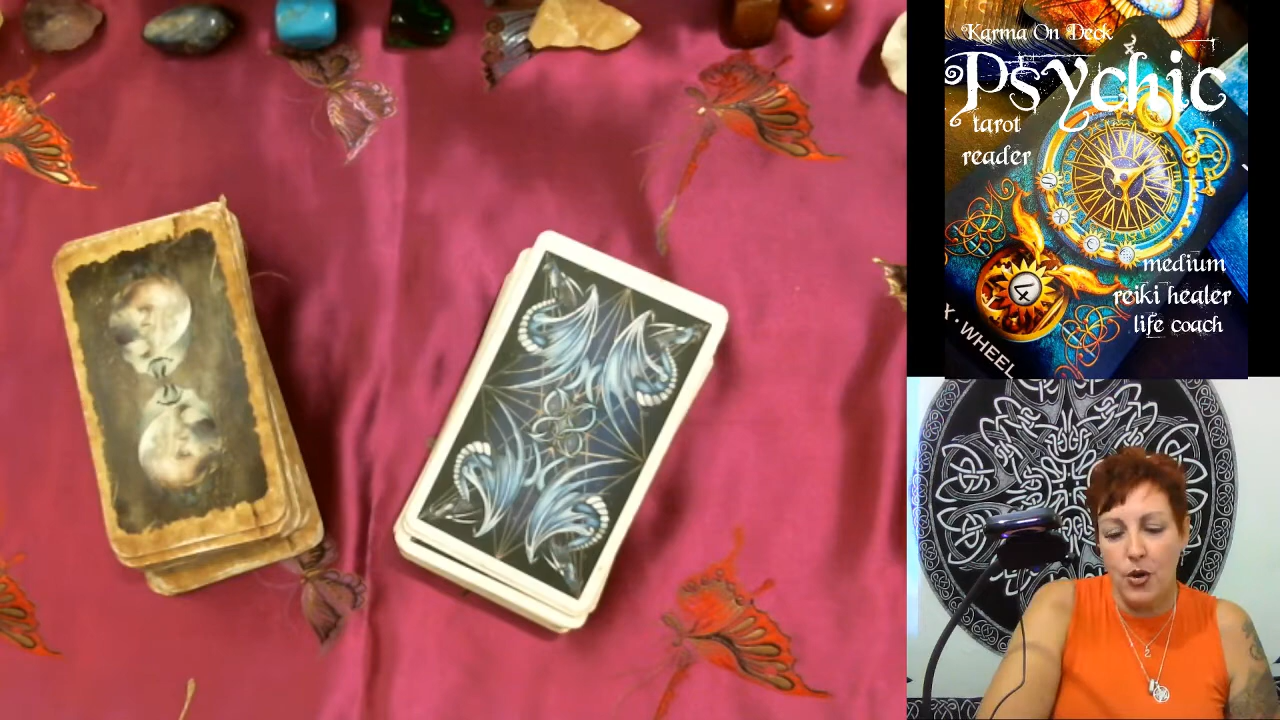 Karma On Deck
Psychic
tarot
reader
medium
reiki healer
life coach
X • WHEEL